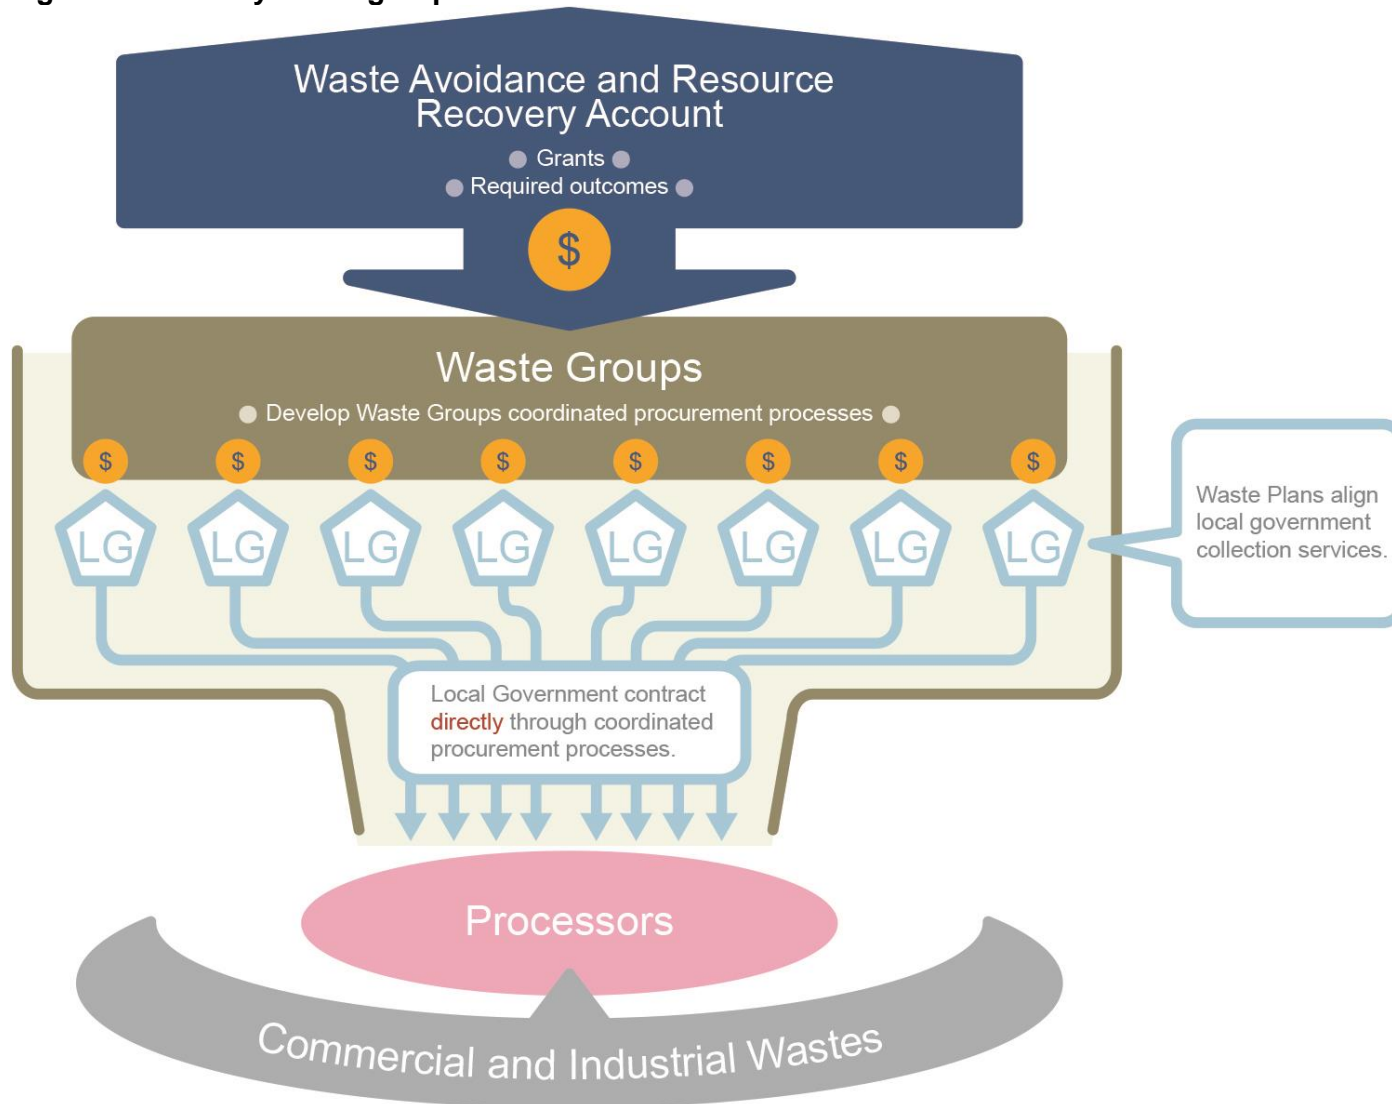 Waste Avoidance and Resource
Recovery Account
Grants
Required outcomes
$
Waste Groups
Develop Waste Groups coordinated procurement processes
$ $ $ $ $ $ $ $
LG LG LG LG LG LG LG LG
Waste Plans align
local government
collection services.
Local Government contract
directly through coordinated
procurement processes.
Processors
Commercial and Industrial Wastes